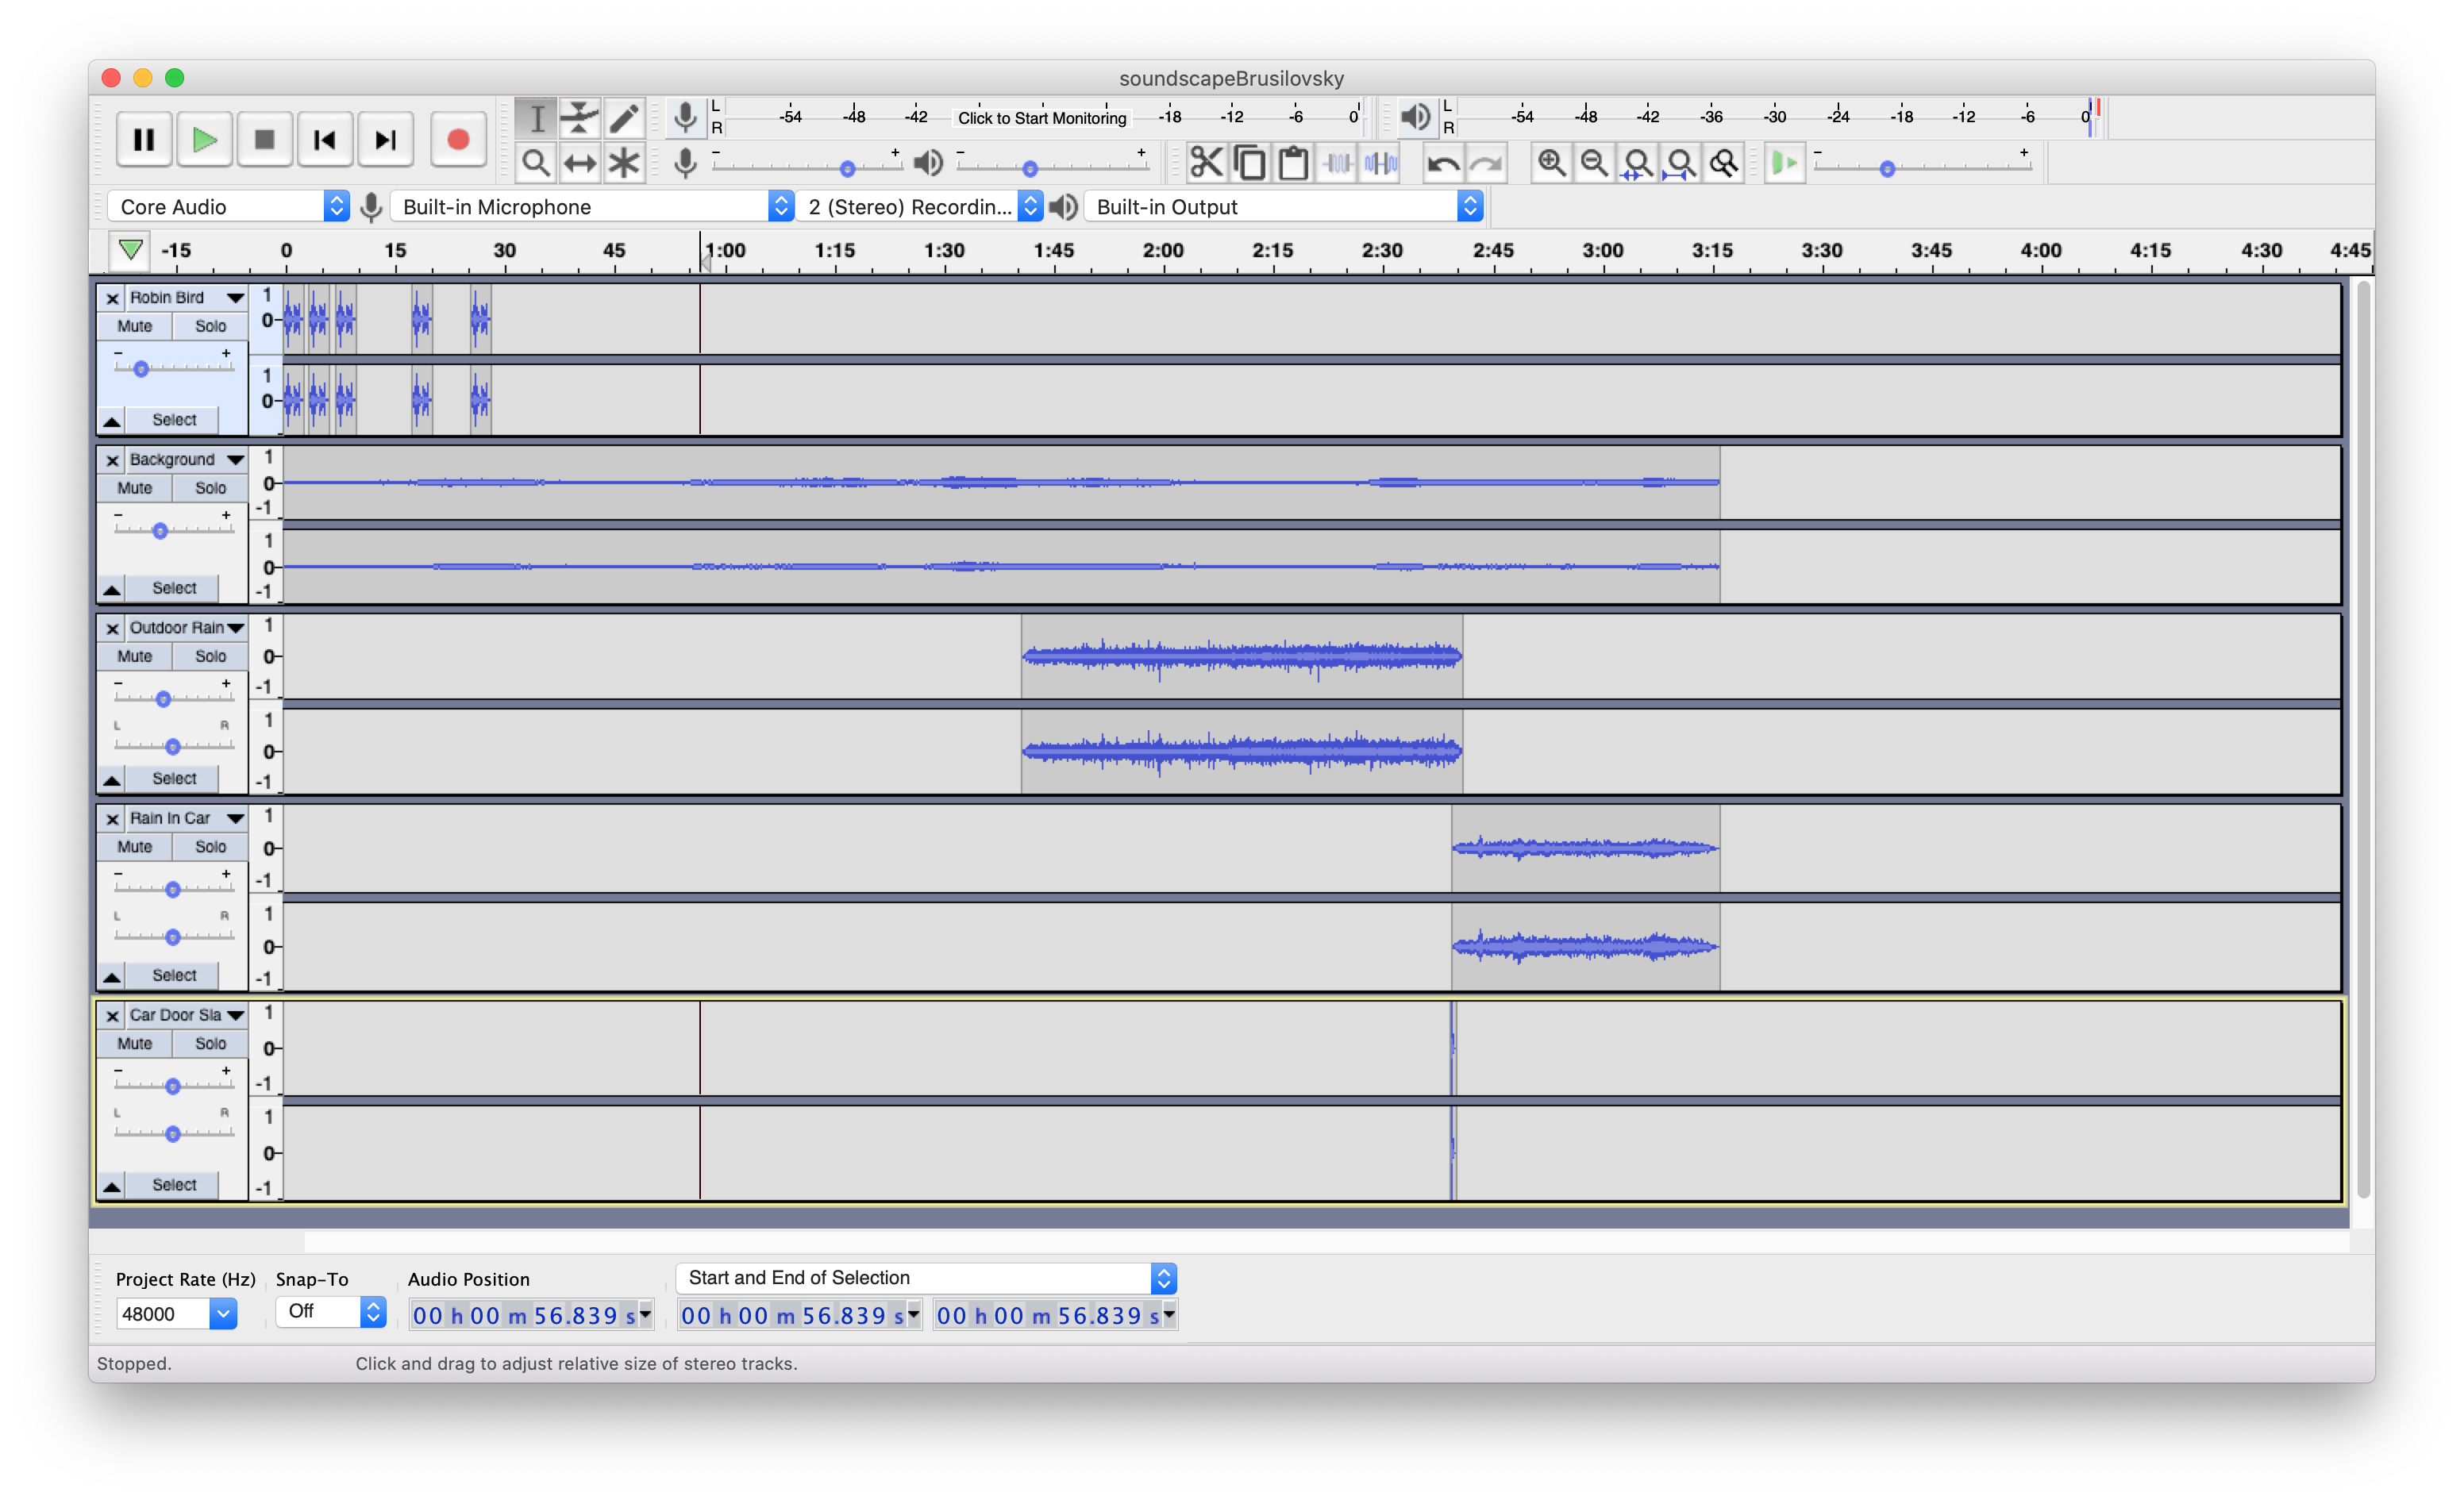 soundscapeBrusilovsky
L
R
-54 -48 -42 Click to Start Monitoring -18 -12 -6 0
L
R
-54 -48 -42 -36 -30 -24 -18 -12 -6 0
- + - + - +
Core Audio Built-in Microphone 2 (Stereo) Recordin... Built-in Output
-15 0 15 30 45 1:00 1:15 1:30 1:45 2:00 2:15 2:30 2:45 3:00 3:15 3:30 3:45 4:00 4:15 4:30 4:45
× Robin Bird
Mute Solo
- +
Select
1
0-
1
0-
× Background
Mute Solo
- +
Select
1
0-
-1
1
0-
-1
× Outdoor Rain
Mute Solo
- +
L R
Select
1
0-
-1
1
0-
-1
× Rain In Car
Mute Solo
- +
L R
Select
1
0-
-1
1
0-
-1
× Car Door Sla
Mute Solo
- +
L R
Select
1
0-
-1
1
0-
-1
Project Rate (Hz) Snap-To Audio Position Start and End of Selection
48000 Off 00 h 00 m 56.839 s 00 h 00 m 56.839 s 00 h 00 m 56.839 s
Stopped. Click and drag to adjust relative size of stereo tracks.